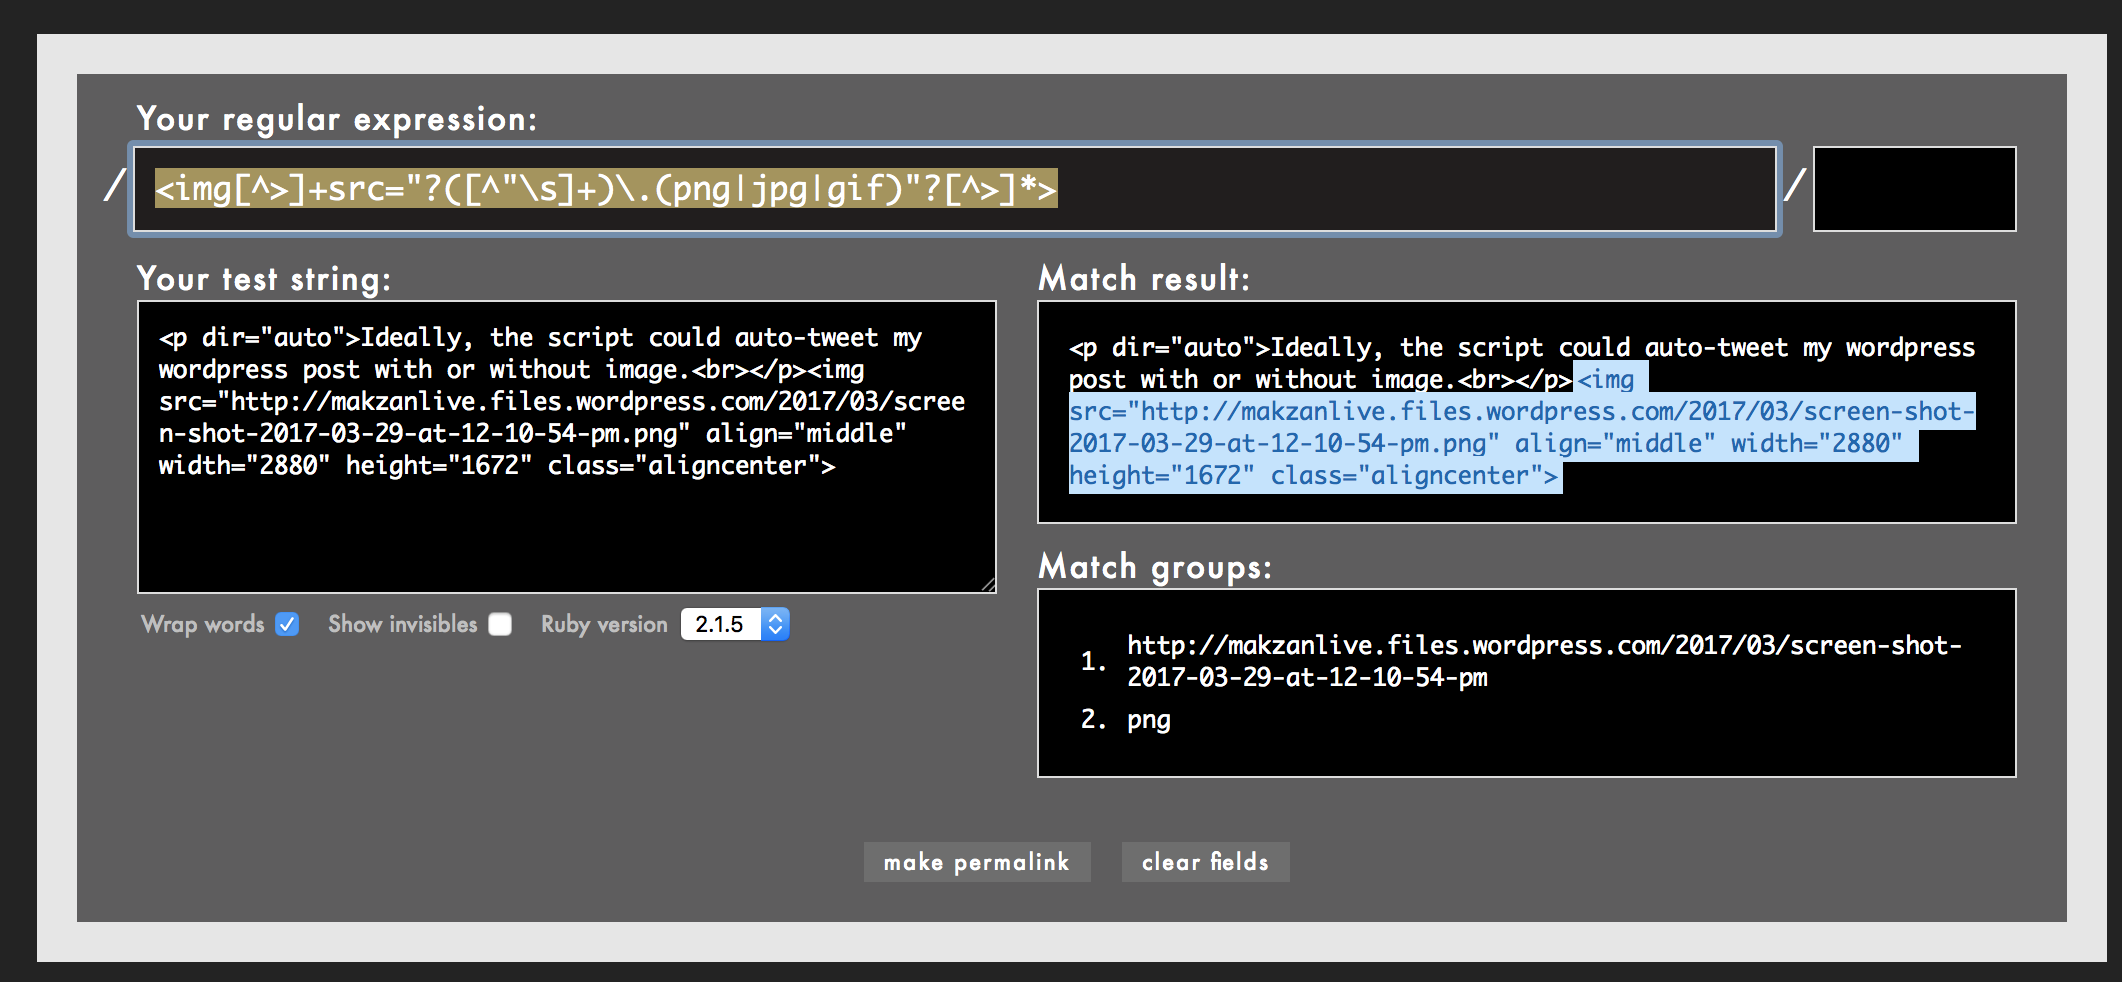 Your regular expression:
/ <img[^>]+src="?([^"\s]+)\.(png|jpg|gif)"?[^>]*> /
Your test string:
<p dir="auto">Ideally, the script could auto-tweet my
wordpress post with or without image.<br></p><img
src="http://makzanlive.files.wordpress.com/2017/03/scree
n-shot-2017-03-29-at-12-10-54-pm.png" align="middle"
width="2880" height="1672" class="aligncenter">
Wrap words Show invisibles Ruby version 2.1.5
Match result:
<p dir="auto">Ideally, the script could auto-tweet my wordpress
post with or without image.<br></p><img
src="http://makzanlive.files.wordpress.com/2017/03/screen-shot-
2017-03-29-at-12-10-54-pm.png" align="middle" width="2880"
height="1672" class="aligncenter">
Match groups:
1. http://makzanlive.files.wordpress.com/2017/03/screen-shot-
2017-03-29-at-12-10-54-pm
2. png
make permalink clear fields